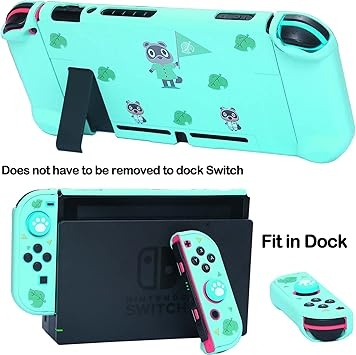 Does not have to be removed to dock Switch
Fit in Dock
NINTENDO
SWITCH